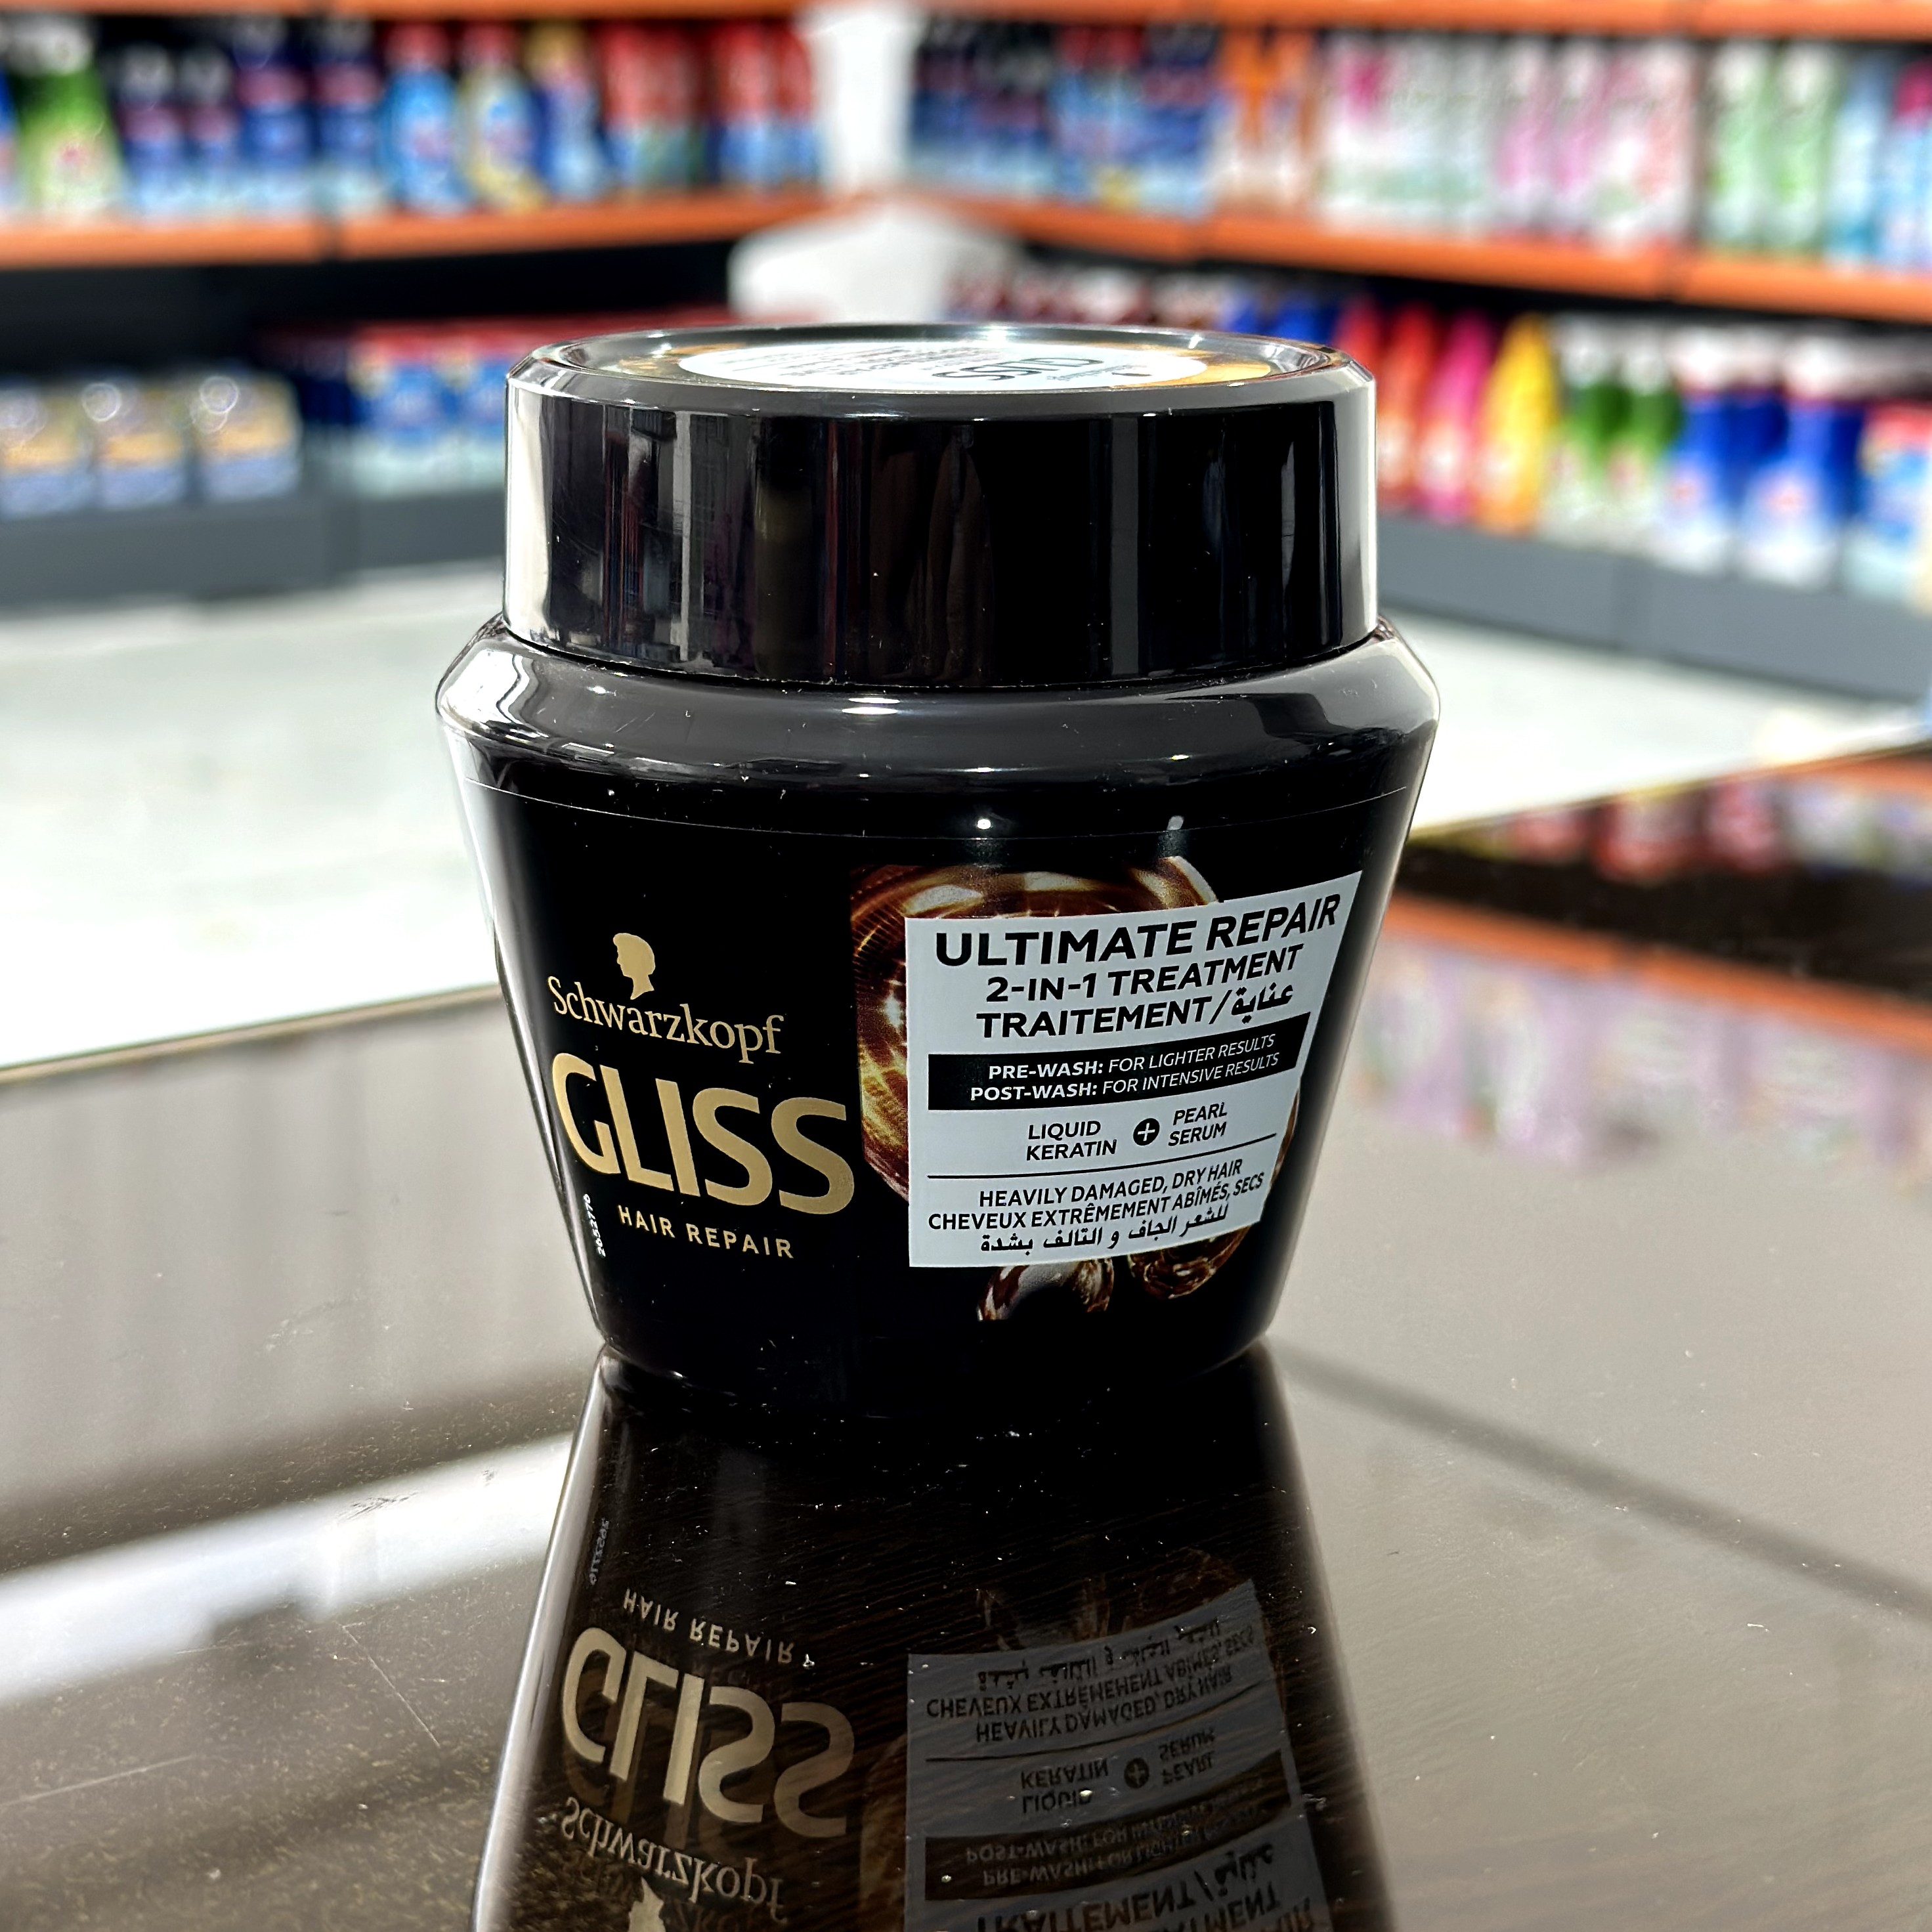 GLISS
Schwarzkopf
GLISS
HAIR REPAIR
2652776
ULTIMATE REPAIR
2-IN-1 TREATMENT
TRAITEMENT/عناية
PRE-WASH: FOR LIGHTER RESULTS
POST-WASH: FOR INTENSIVE RESULTS
LIQUID KERATIN + PEARL SERUM
HEAVILY DAMAGED, DRY HAIR
CHEVEUX EXTRÊMEMENT ABÎMÉS, SECS
للشعر الجاف و التالف بشدة